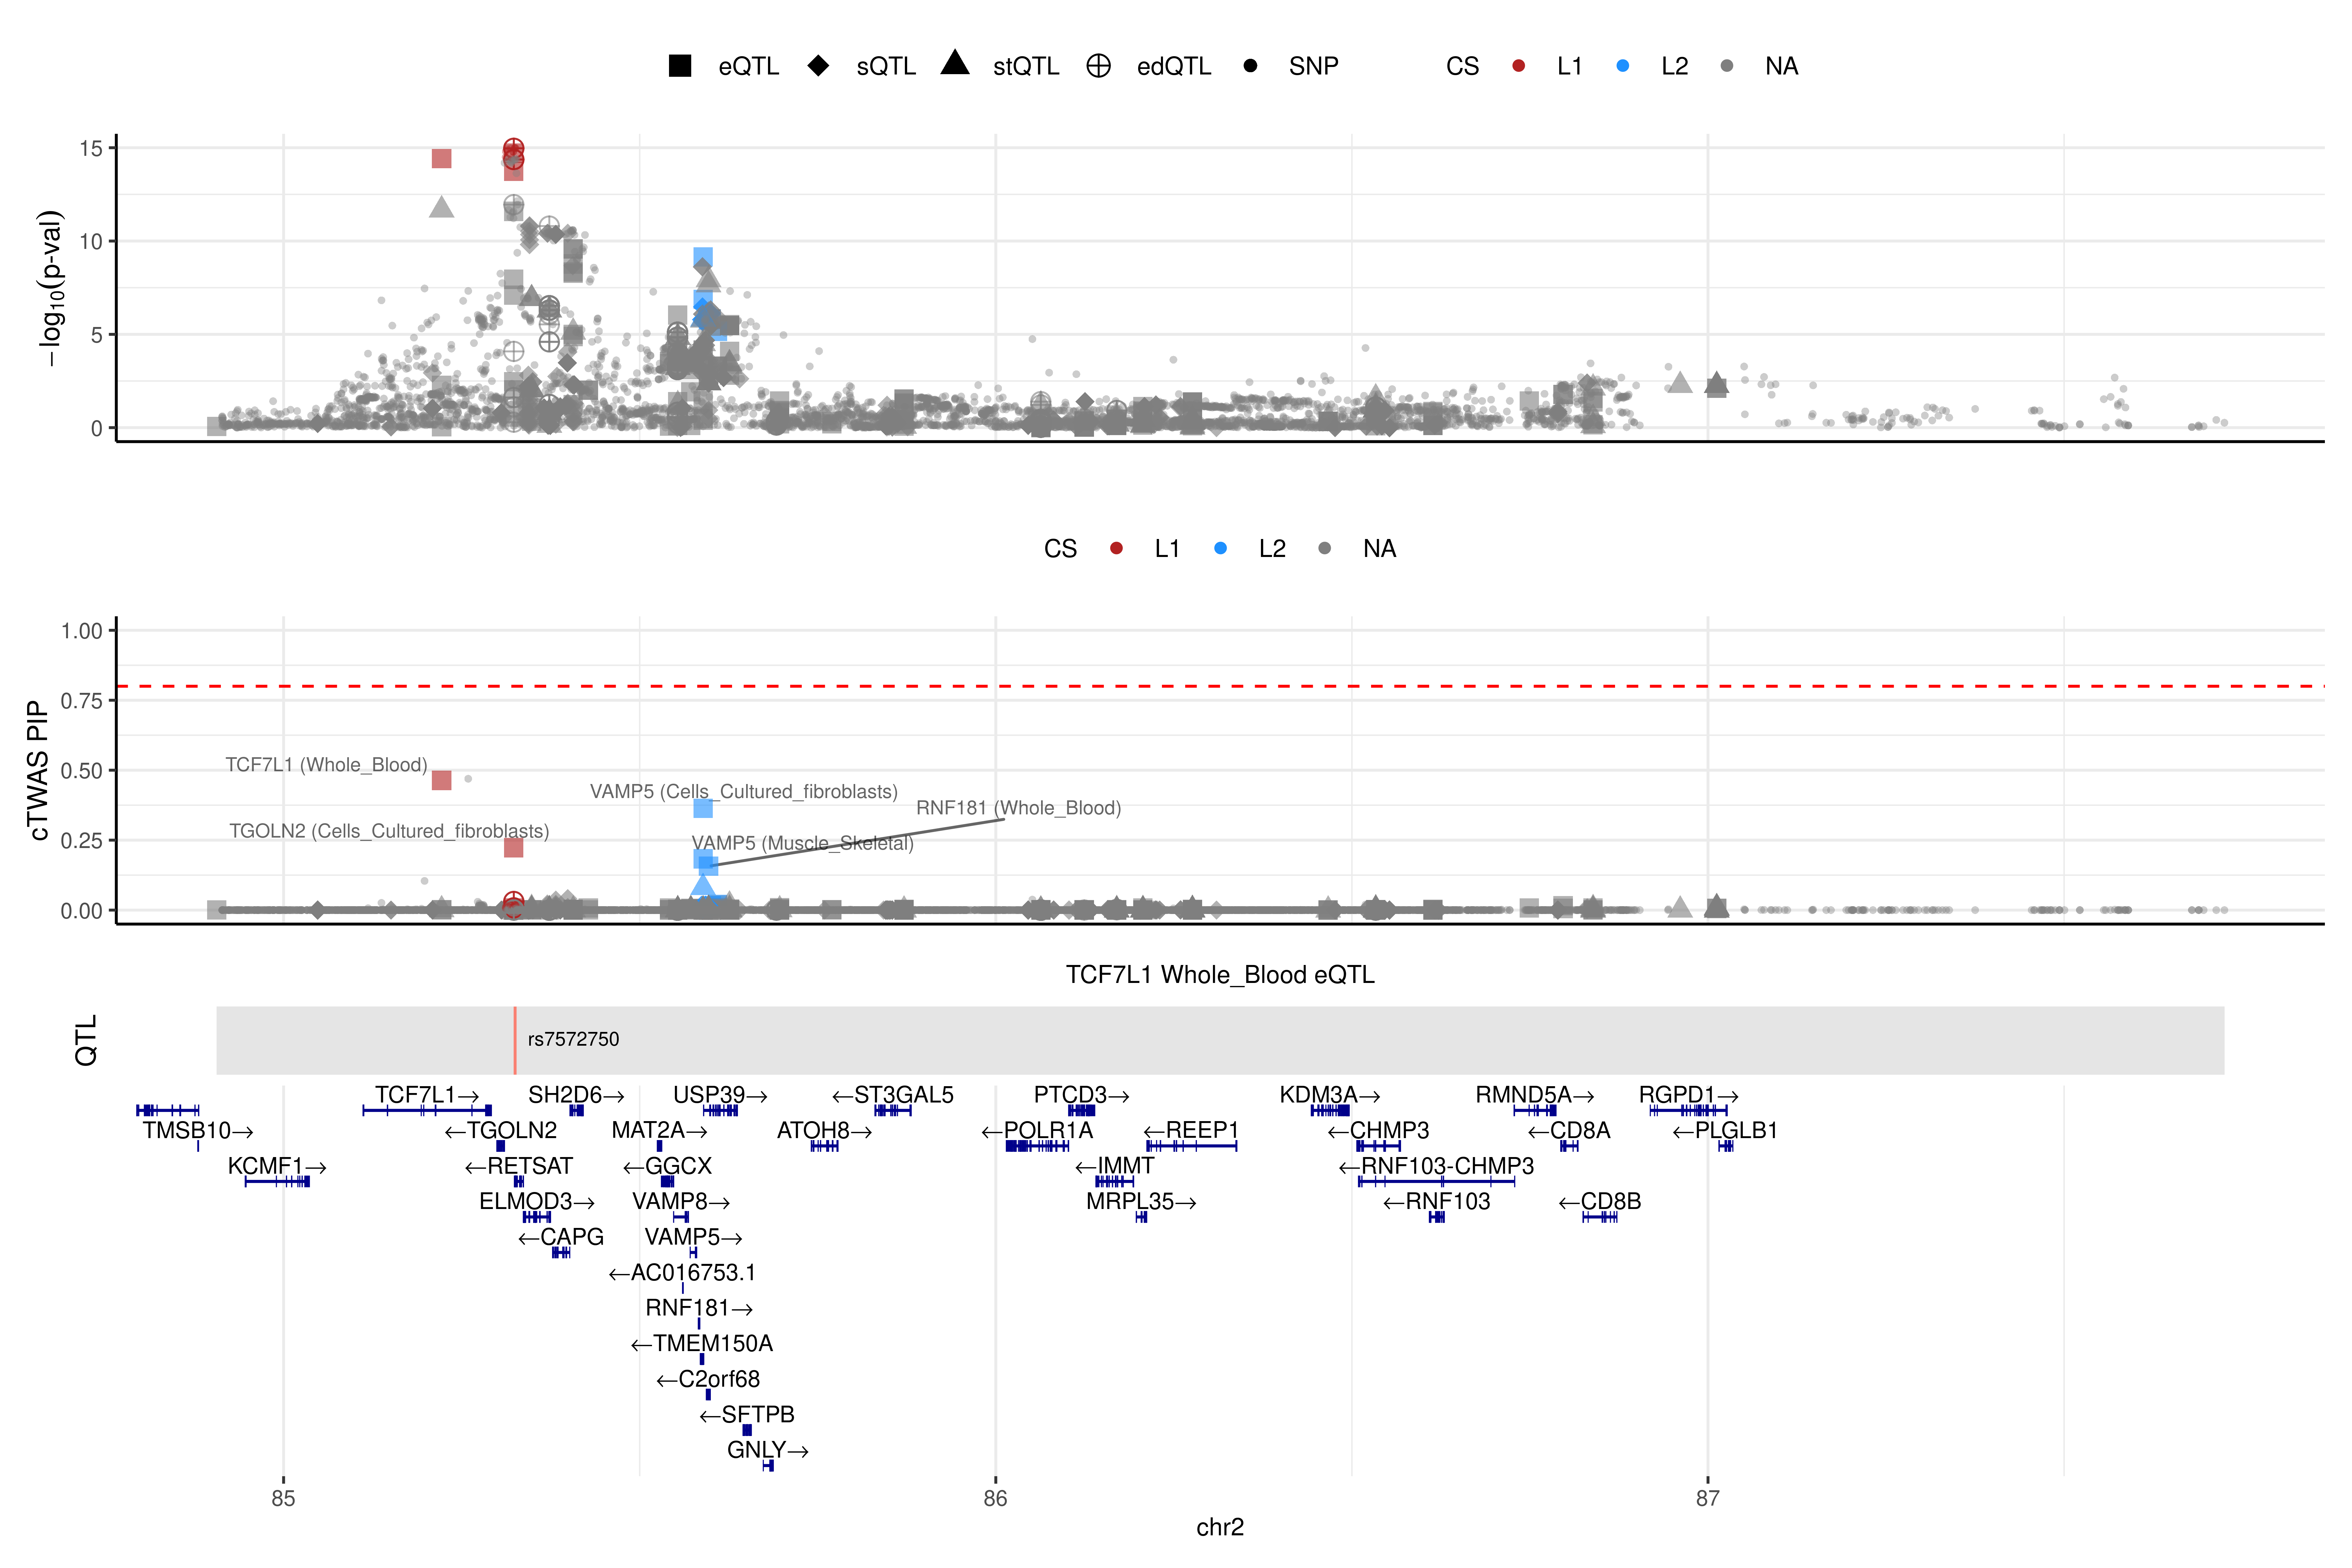 eQTL sQTL stQTL edQTL SNP CS L1 L2 NA
15
10
5
0
−log10(p-val)
CS L1 L2 NA
1.00
0.75
0.50
0.25
0.00
cTWAS PIP
TCF7L1 (Whole_Blood)
VAMP5 (Cells_Cultured_fibroblasts)
RNF181 (Whole_Blood)
TGOLN2 (Cells_Cultured_fibroblasts)
VAMP5 (Muscle_Skeletal)
TCF7L1 Whole_Blood eQTL
QTL
rs7572750
TCF7L1→ SH2D6→ USP39→ ←ST3GAL5 PTCD3→ KDM3A→ RMND5A→ RGPD1→
TMSB10→ ←TGOLN2 MAT2A→ ATOH8→ ←POLR1A ←REEP1 ←CHMP3 ←CD8A ←PLGLB1
KCMF1→ ←RETSAT ←GGCX ←IMMT ←RNF103-CHMP3
ELMOD3→ VAMP8→ MRPL35→ ←RNF103 ←CD8B
←CAPG VAMP5→
←AC016753.1
RNF181→
←TMEM150A
←C2orf68
←SFTPB
GNLY→
85 86 87
chr2